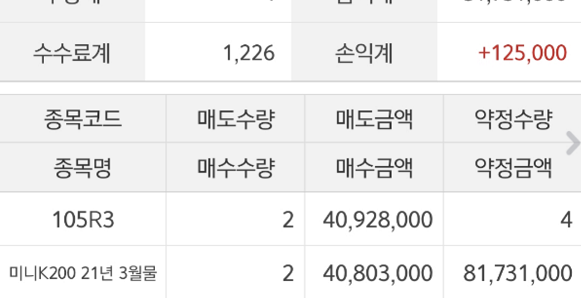 수수료계 1,226 손익계 +125,000
종목코드 매도수량 매도금액 약정수량
종목명 매수수량 매수금액 약정금액
105R3 2 40,928,000 4
미니K200 21년 3월물 2 40,803,000 81,731,000